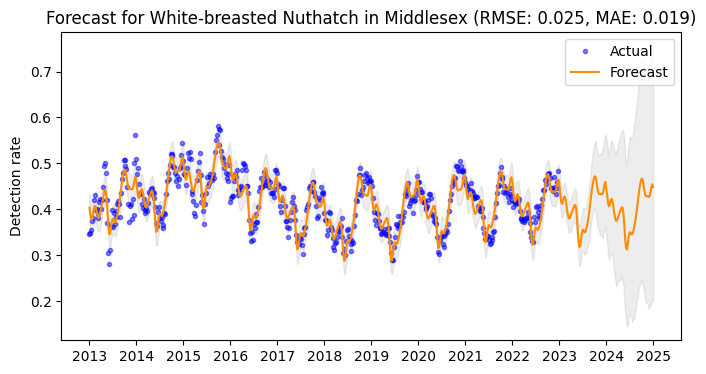 Forecast for White-breasted Nuthatch in Middlesex (RMSE: 0.025, MAE: 0.019)
Actual
Forecast
Detection rate
0.7
0.6
0.5
0.4
0.3
0.2
2013 2014 2015 2016 2017 2018 2019 2020 2021 2022 2023 2024 2025